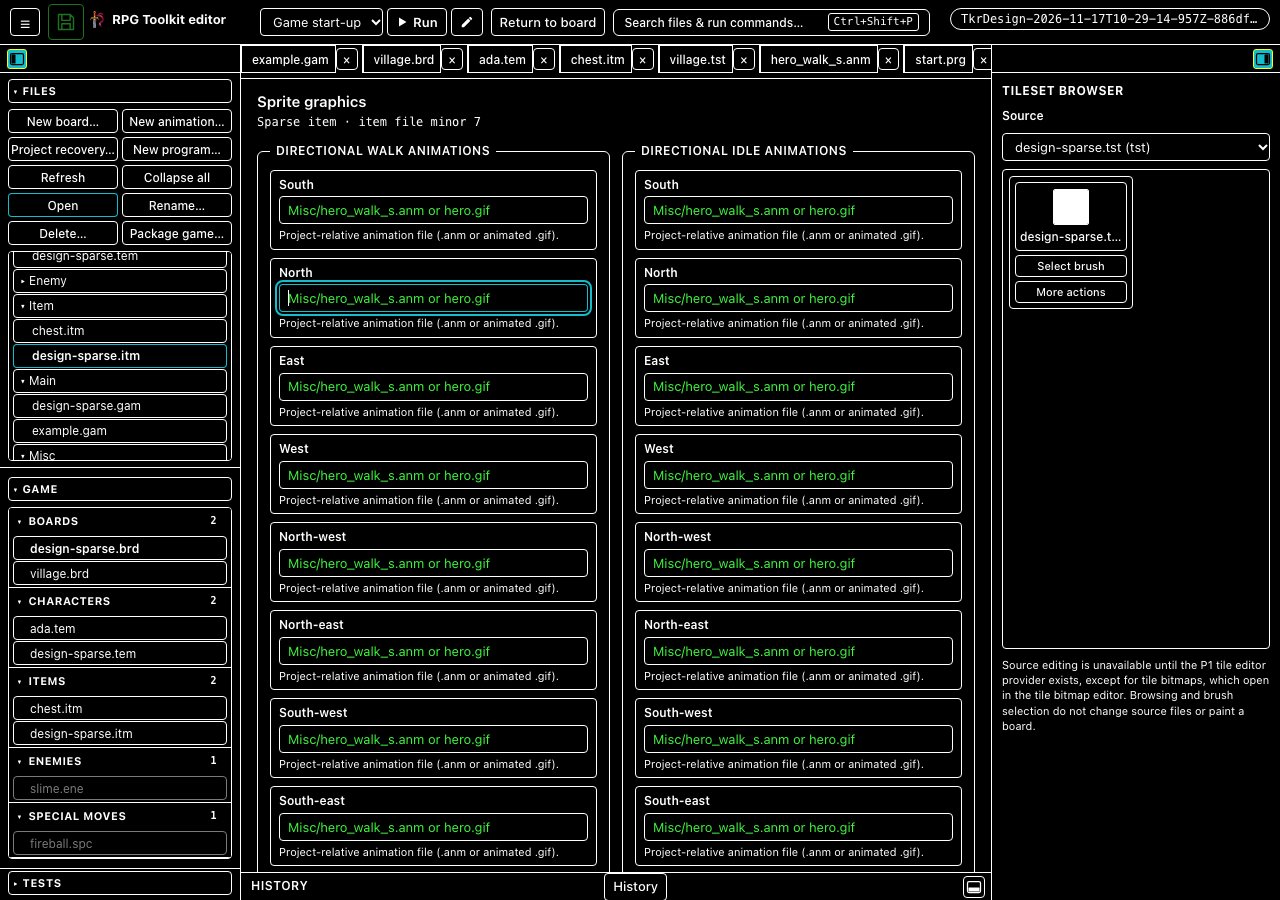 RPG Toolkit editor
Game start-up
Run
Return to board
Search files & run commands...
Ctrl+Shift+P
TkrDesign-2026-11-17T10-29-14-957Z-886df…
FILES
New board...
New animation...
Project recovery...
New program...
Refresh
Collapse all
Open
Rename...
Delete...
Package game...
design-sparse.tem
Enemy
Item
chest.itm
design-sparse.itm
Main
design-sparse.gam
example.gam
Misc
GAME
BOARDS 2
design-sparse.brd
village.brd
CHARACTERS 2
ada.tem
design-sparse.tem
ITEMS 2
chest.itm
design-sparse.itm
ENEMIES 1
slime.ene
SPECIAL MOVES 1
fireball.spc
TESTS
example.gam ×
village.brd ×
ada.tem ×
chest.itm ×
village.tst ×
hero_walk_s.anm ×
start.prg ×
Sprite graphics
Sparse item · item file minor 7
DIRECTIONAL WALK ANIMATIONS
South
Misc/hero_walk_s.anm or hero.gif
Project-relative animation file (.anm or animated .gif).
North
Misc/hero_walk_s.anm or hero.gif
Project-relative animation file (.anm or animated .gif).
East
Misc/hero_walk_s.anm or hero.gif
Project-relative animation file (.anm or animated .gif).
West
Misc/hero_walk_s.anm or hero.gif
Project-relative animation file (.anm or animated .gif).
North-west
Misc/hero_walk_s.anm or hero.gif
Project-relative animation file (.anm or animated .gif).
North-east
Misc/hero_walk_s.anm or hero.gif
Project-relative animation file (.anm or animated .gif).
South-west
Misc/hero_walk_s.anm or hero.gif
Project-relative animation file (.anm or animated .gif).
South-east
Misc/hero_walk_s.anm or hero.gif
Project-relative animation file (.anm or animated .gif).
DIRECTIONAL IDLE ANIMATIONS
South
Misc/hero_walk_s.anm or hero.gif
Project-relative animation file (.anm or animated .gif).
North
Misc/hero_walk_s.anm or hero.gif
Project-relative animation file (.anm or animated .gif).
East
Misc/hero_walk_s.anm or hero.gif
Project-relative animation file (.anm or animated .gif).
West
Misc/hero_walk_s.anm or hero.gif
Project-relative animation file (.anm or animated .gif).
North-west
Misc/hero_walk_s.anm or hero.gif
Project-relative animation file (.anm or animated .gif).
North-east
Misc/hero_walk_s.anm or hero.gif
Project-relative animation file (.anm or animated .gif).
South-west
Misc/hero_walk_s.anm or hero.gif
Project-relative animation file (.anm or animated .gif).
South-east
Misc/hero_walk_s.anm or hero.gif
Project-relative animation file (.anm or animated .gif).
HISTORY
History
TILESET BROWSER
Source
design-sparse.tst (tst)
design-sparse.t…
Select brush
More actions
Source editing is unavailable until the P1 tile editor
provider exists, except for tile bitmaps, which open
in the tile bitmap editor. Browsing and brush
selection do not change source files or paint a
board.